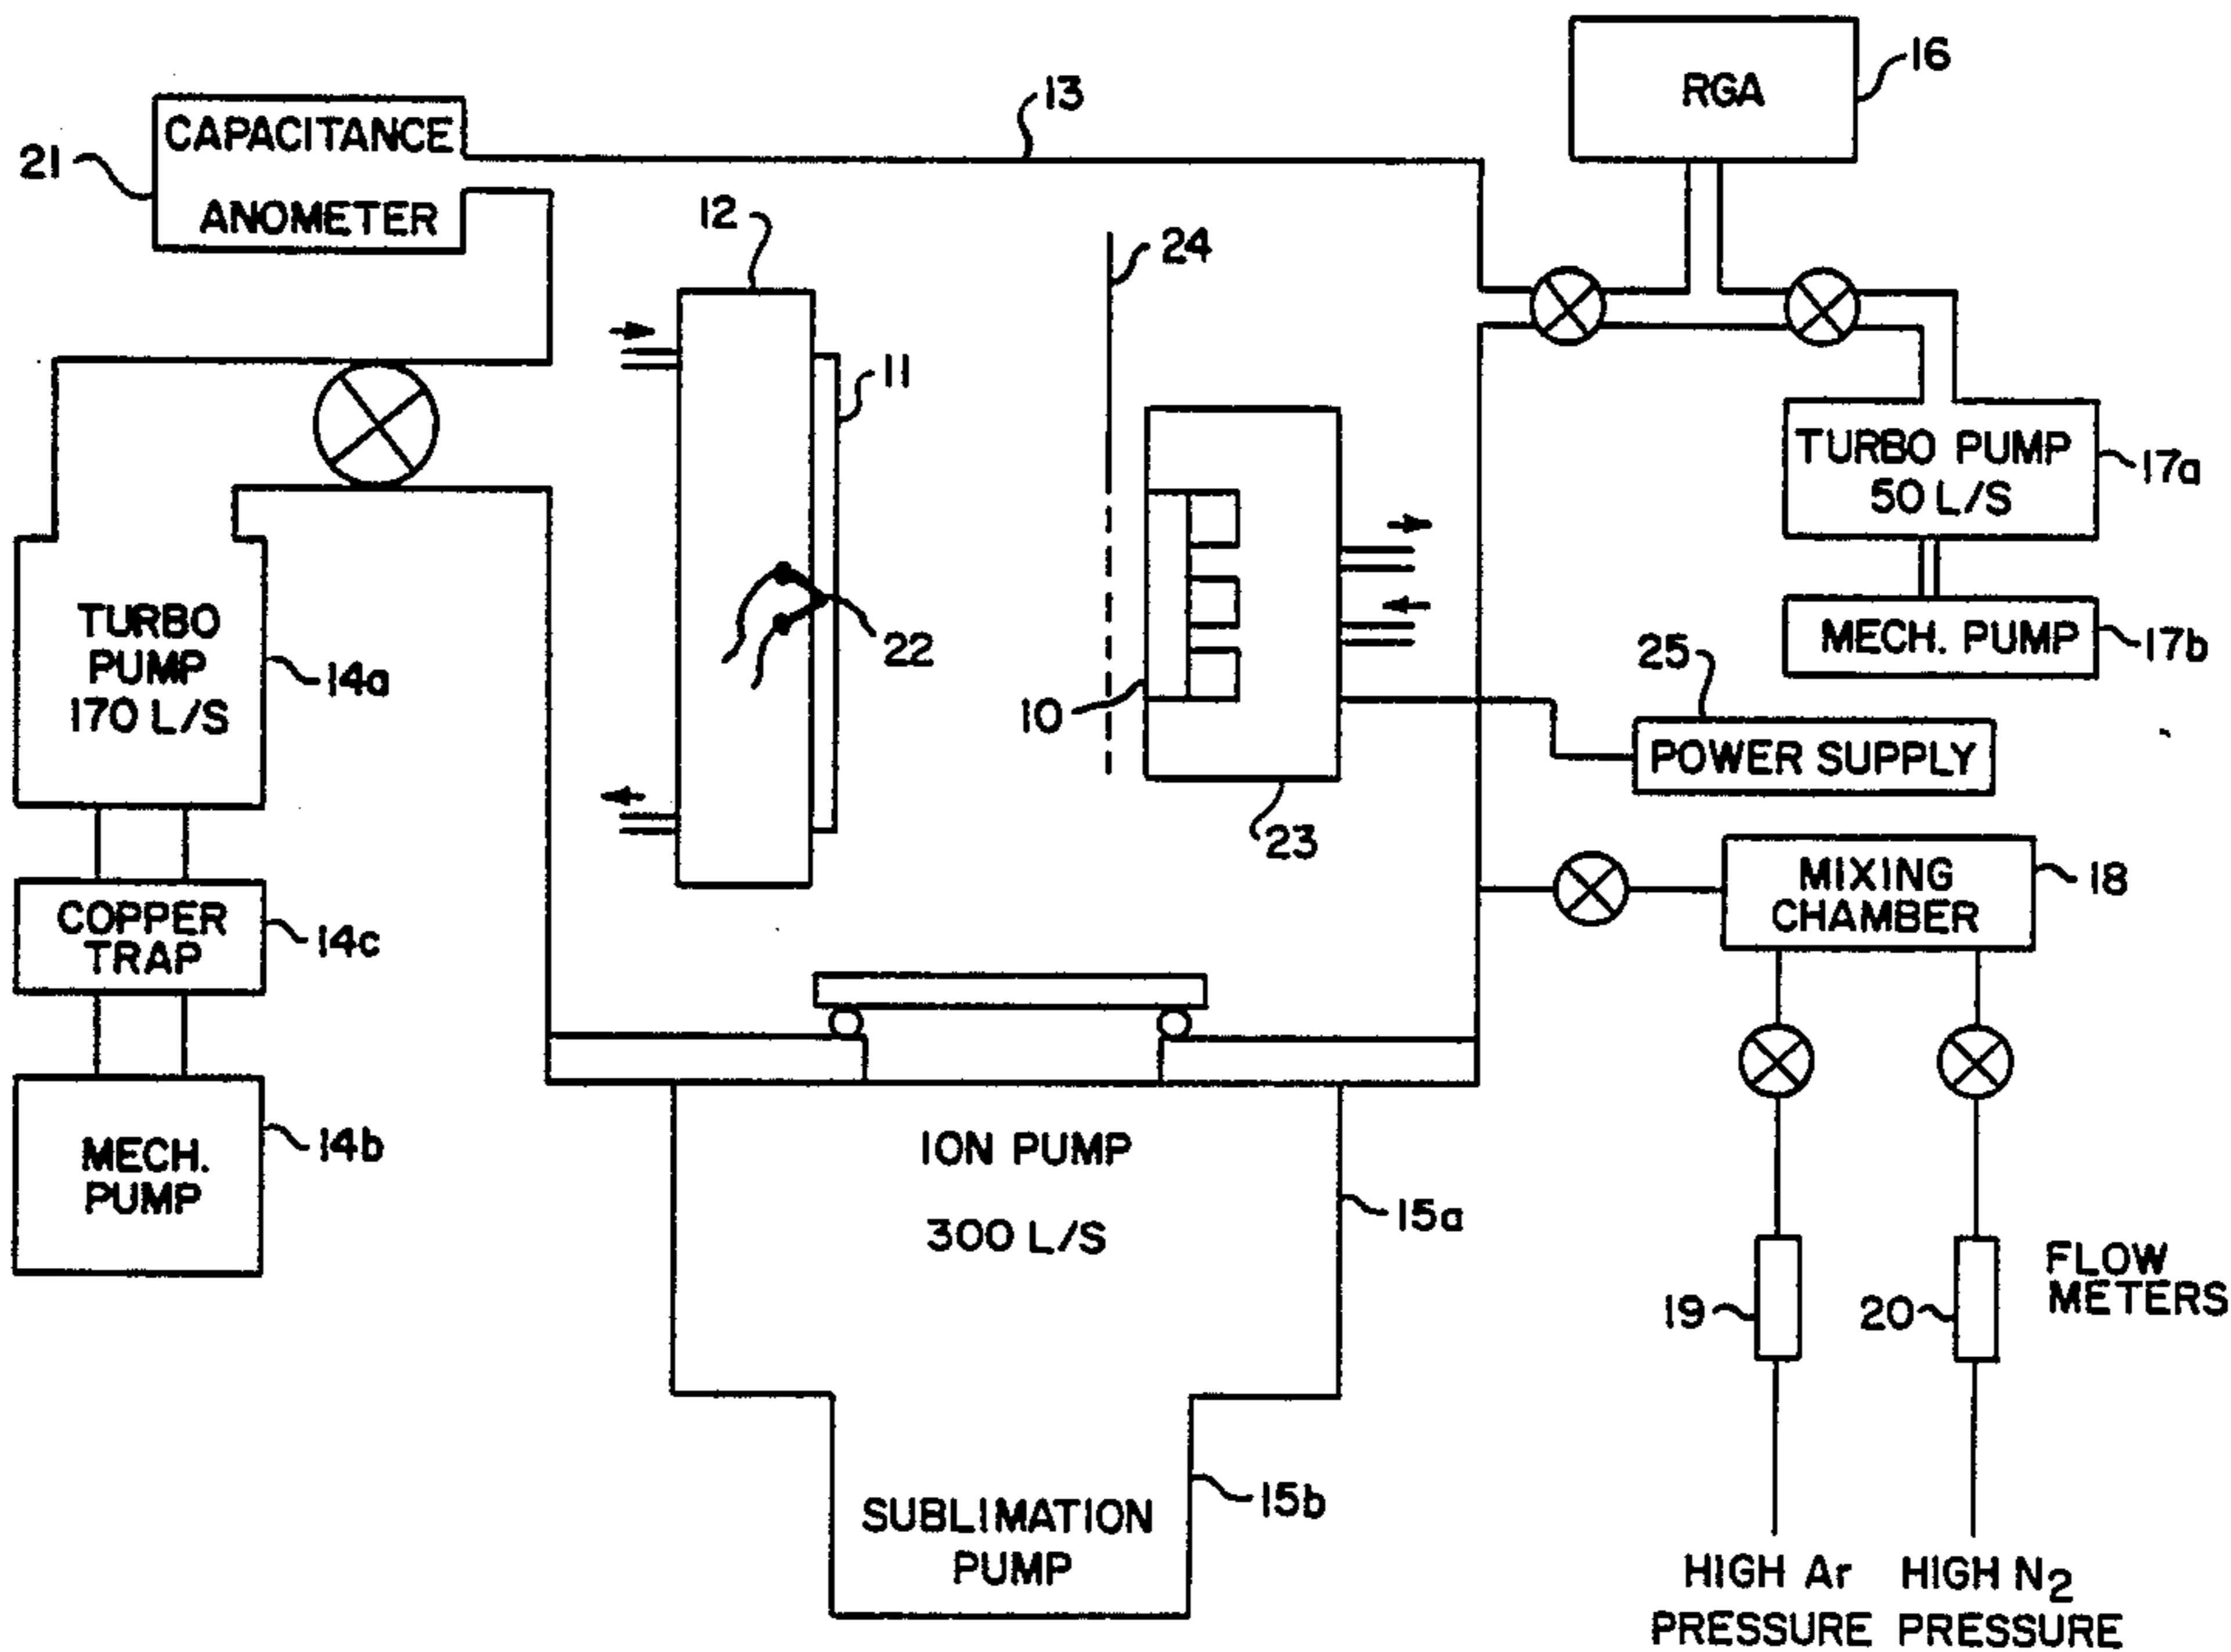 RGA
16
13
CAPACITANCE
ANOMETER
21
12
24
11
TURBO PUMP
50 L/S
17a
MECH. PUMP
17b
22
10
25
POWER SUPPLY
23
TURBO
PUMP
170 L/S
14a
COPPER
TRAP
14c
MECH.
PUMP
14b
MIXING
CHAMBER
18
ION PUMP
300 L/S
15a
SUBLIMATION
PUMP
15b
19
20
FLOW
METERS
HIGH Ar
PRESSURE
HIGH N2
PRESSURE